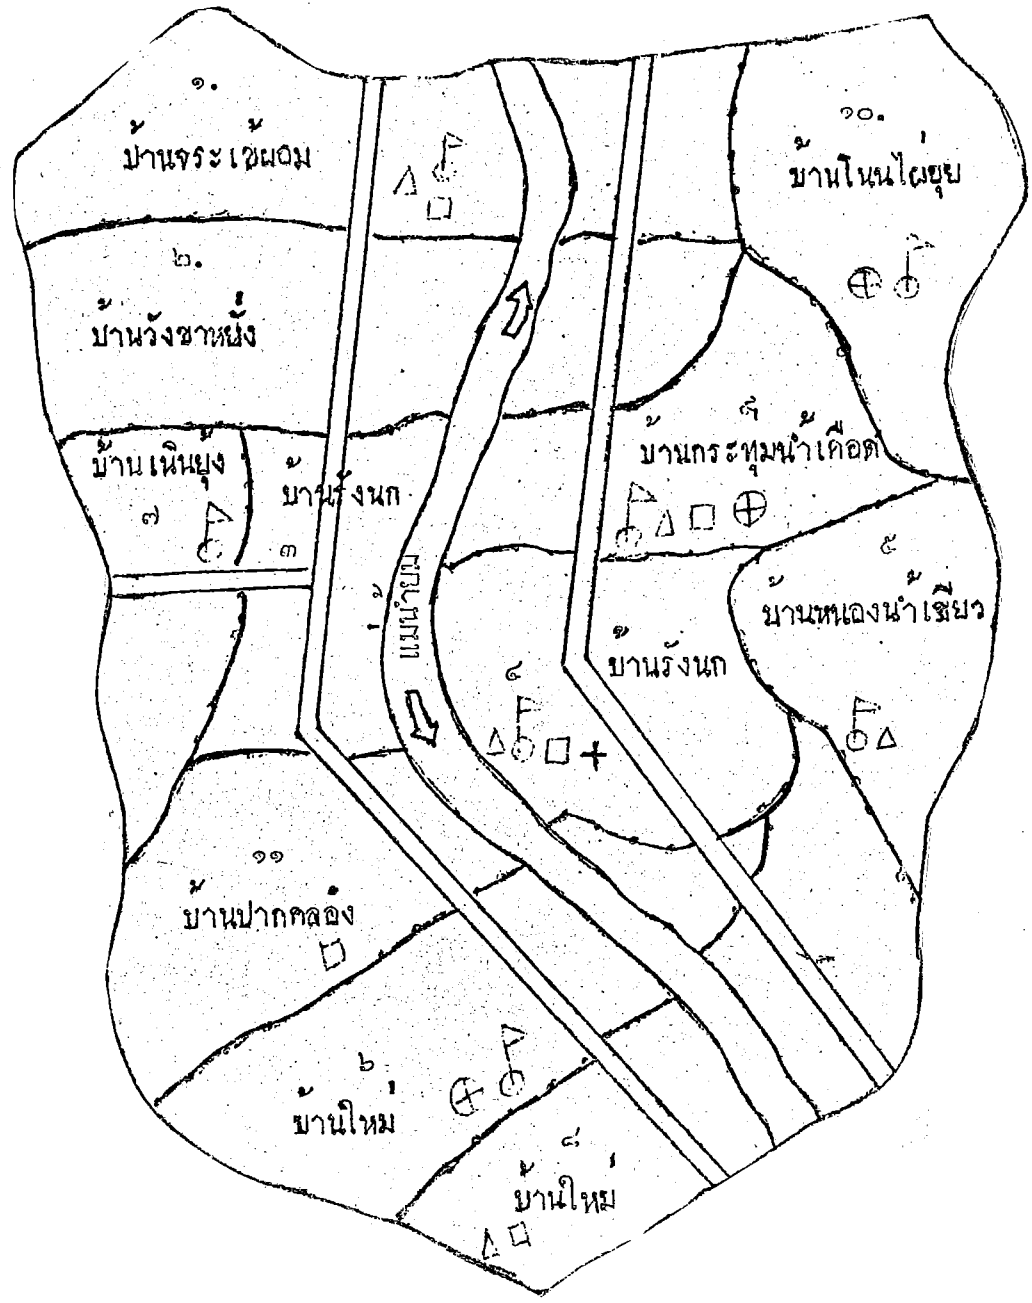 ๑.
บ้านจระเข้ผอม
๑๐.
บ้านโนนไผ่ขุย
๒.
บ้านวังชาหยั่ง
๙
บ้านกระทุมน้ำเดือด
บ้านเนินยุ้ง
๗
บ้านรังนก
๓
แม่น้ำยม
๕
บ้านหนองน้ำเขียว
บ้านรังนก
๔
๑๑
บ้านปากคลอง
๖
บ้านใหม่
๘
บ้านใหม่